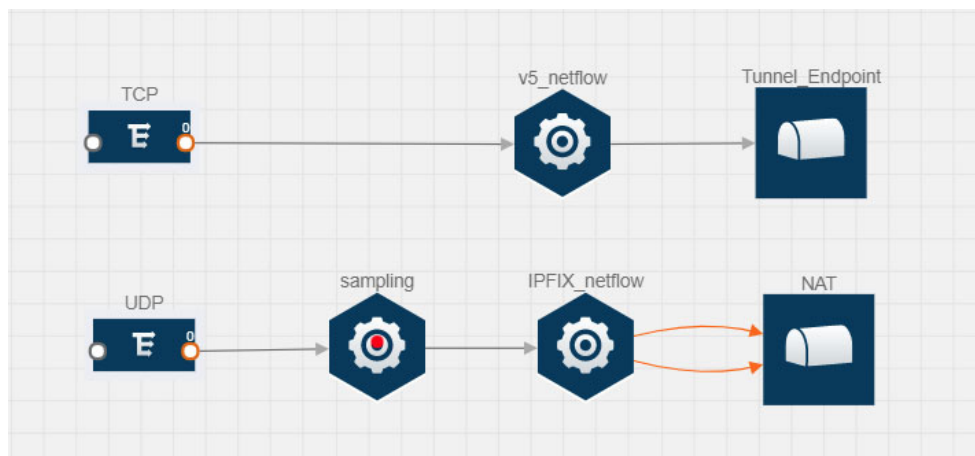 v5_netflow
Tunnel_Endpoint
TCP
0
sampling
IPFIX_netflow
NAT
UDP
0